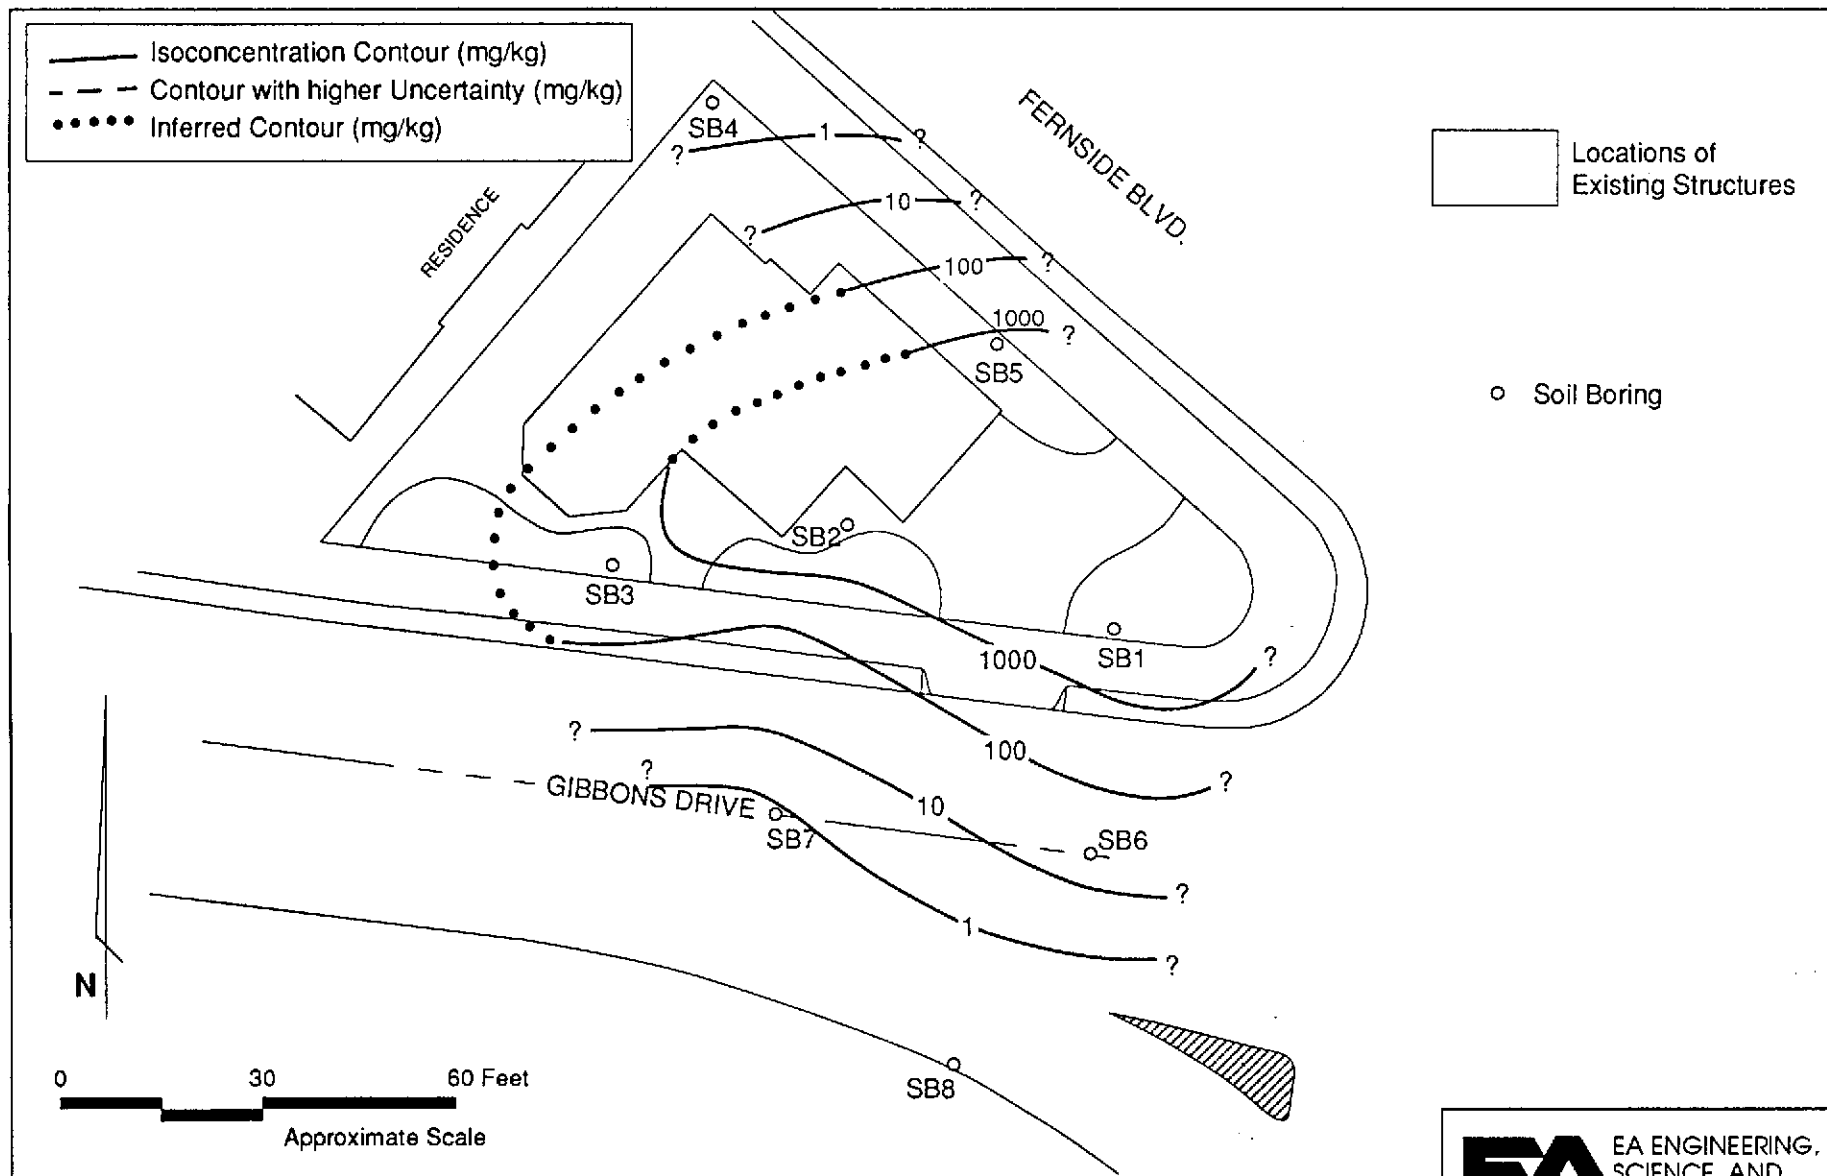 Isoconcentration Contour (mg/kg)
Contour with higher Uncertainty (mg/kg)
Inferred Contour (mg/kg)
SB4
?
1
?
FERNSIDE BLVD.
Locations of
Existing Structures
RESIDENCE
?
10
?
100
?
1000
?
SB5
Soil Boring
SB2
SB3
SB1
1000
?
?
100
?
?
GIBBONS DRIVE
10
SB7
SB6
?
1
?
N
SB8
0 30 60 Feet
Approximate Scale
EA
EA ENGINEERING,
SCIENCE, AND